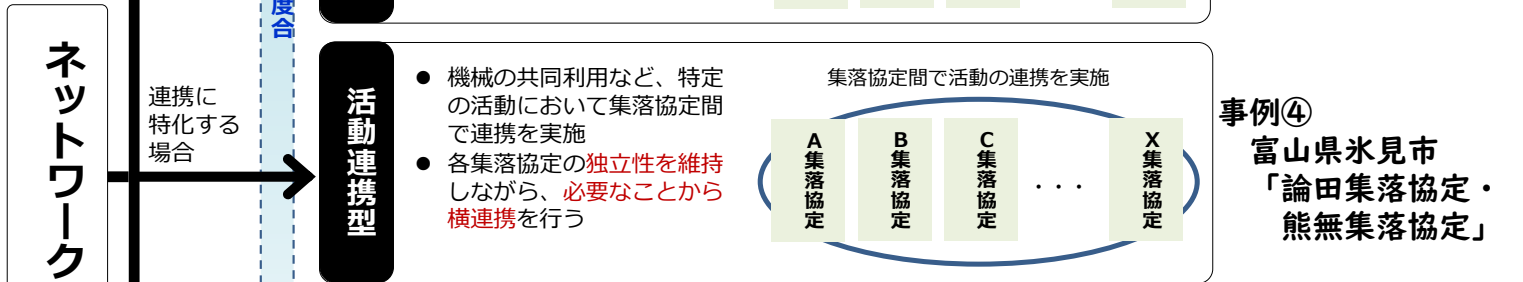 度合
ネットワーク
連携に
特化する
場合
活動連携型
● 機械の共同利用など、特定
の活動において集落協定間
で連携を実施
● 各集落協定の独立性を維持
しながら、必要なことから
横連携を行う
集落協定間で活動の連携を実施
A集落協定
B集落協定
C集落協定
・・・
X集落協定
事例④
富山県氷見市
「論田集落協定・
熊無集落協定」